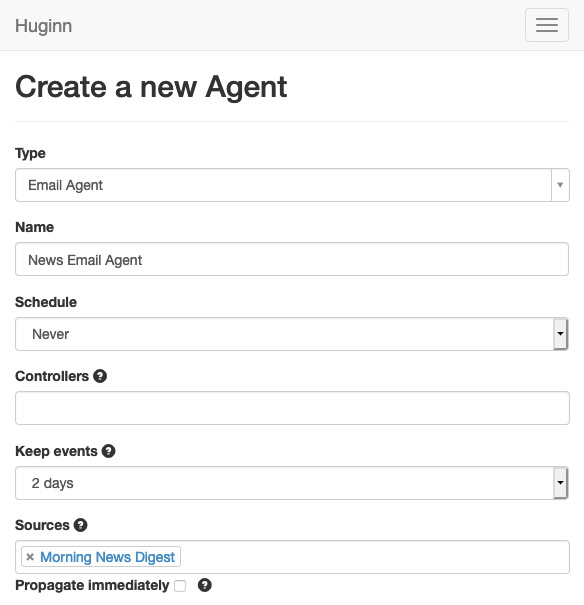 Huginn
Create a new Agent
Type
Email Agent
Name
News Email Agent
Schedule
Never
Controllers ?
Keep events ?
2 days
Sources ?
× Morning News Digest
Propagate immediately ?